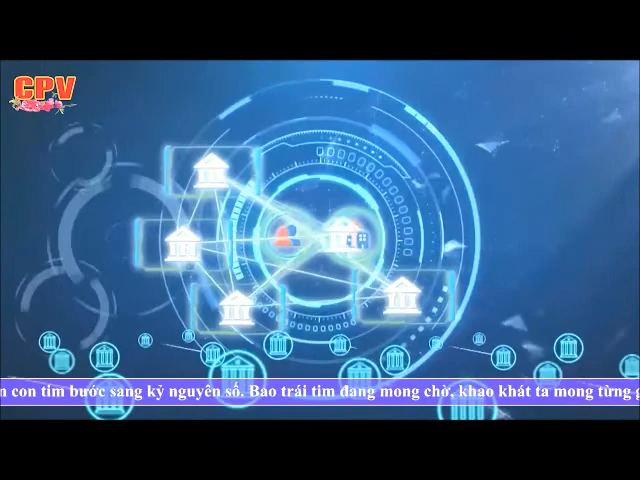 CPV
con tim bước sang kỷ nguyên số. Bao trái tim đang mong chờ, khao khát ta mong từng